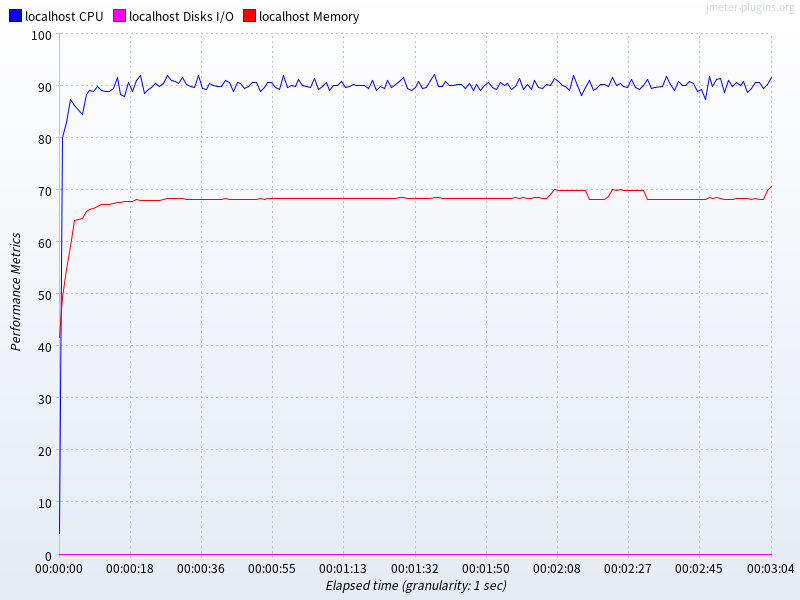 jmeter-plugins.org
localhost CPU localhost Disks I/O localhost Memory
100
90
80
70
60
50
40
30
20
10
0
Performance Metrics
00:00:00 00:00:18 00:00:36 00:00:55 00:01:13 00:01:32 00:01:50 00:02:08 00:02:27 00:02:45 00:03:04
Elapsed time (granularity: 1 sec)